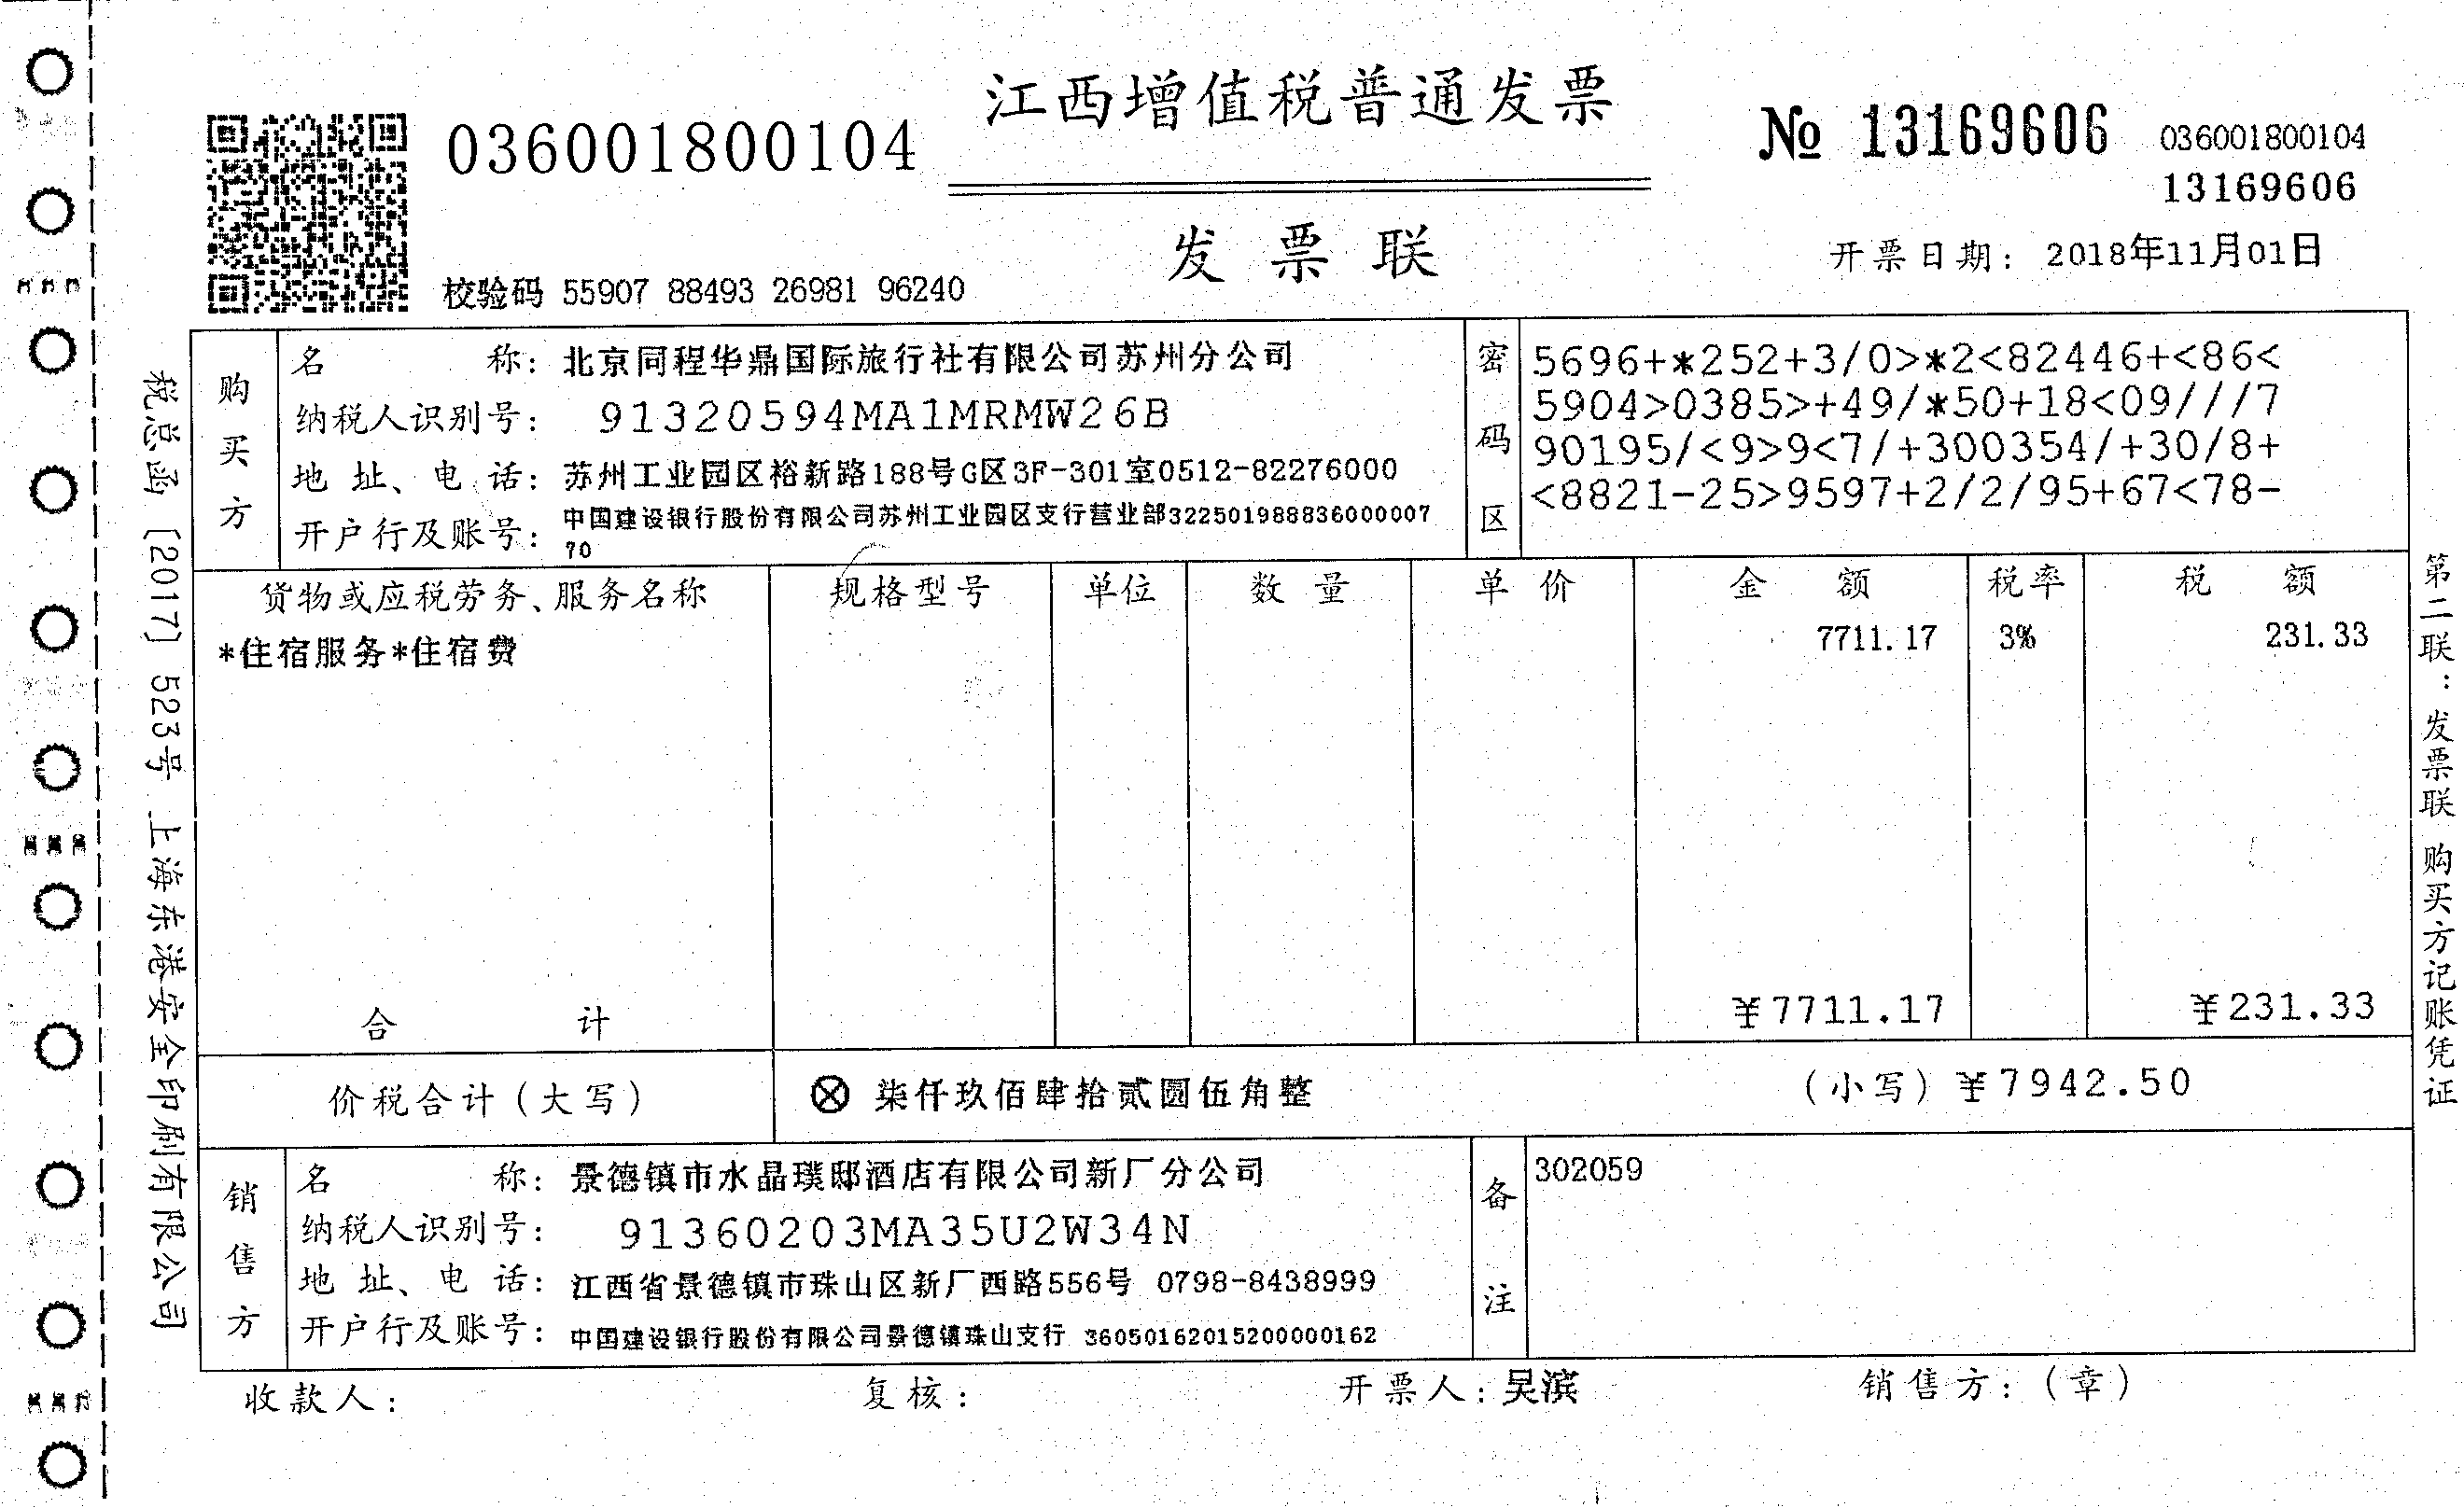 江西增值税普通发票
036001800104
№ 13169606
036001800104
13169606
发票联
开票日期: 2018年11月01日
校验码 55907 88493 26981 96240
税总函〔2017〕523号 上海东港安全印刷有限公司
购买方
名称: 北京同程华鼎国际旅行社有限公司苏州分公司
纳税人识别号: 91320594MA1MRMW26B
地址、电话: 苏州工业园区裕新路188号G区3F-301室0512-82276000
开户行及账号: 中国建设银行股份有限公司苏州工业园区支行营业部322501988836000007
70
密码区
5696+*252+3/0>*2<82446+<86<
5904>0385>+49/*50+18<09///7
90195/<9>9<7/+300354/+30/8+
<8821-25>9597+2/2/95+67<78-
货物或应税劳务、服务名称 规格型号 单位 数量 单价 金额 税率 税额
*住宿服务*住宿费 7711.17 3% 231.33
合计 ¥7711.17 ¥231.33
价税合计(大写) ⊗ 柒仟玖佰肆拾贰圆伍角整 (小写) ¥7942.50
销售方
名称: 景德镇市水晶璞邸酒店有限公司新厂分公司
纳税人识别号: 91360203MA35U2W34N
地址、电话: 江西省景德镇市珠山区新厂西路556号 0798-8438999
开户行及账号: 中国建设银行股份有限公司景德镇珠山支行 36050162015200000162
备注
302059
收款人: 复核: 开票人: 吴滨 销售方: (章)
第二联: 发票联 购买方记账凭证